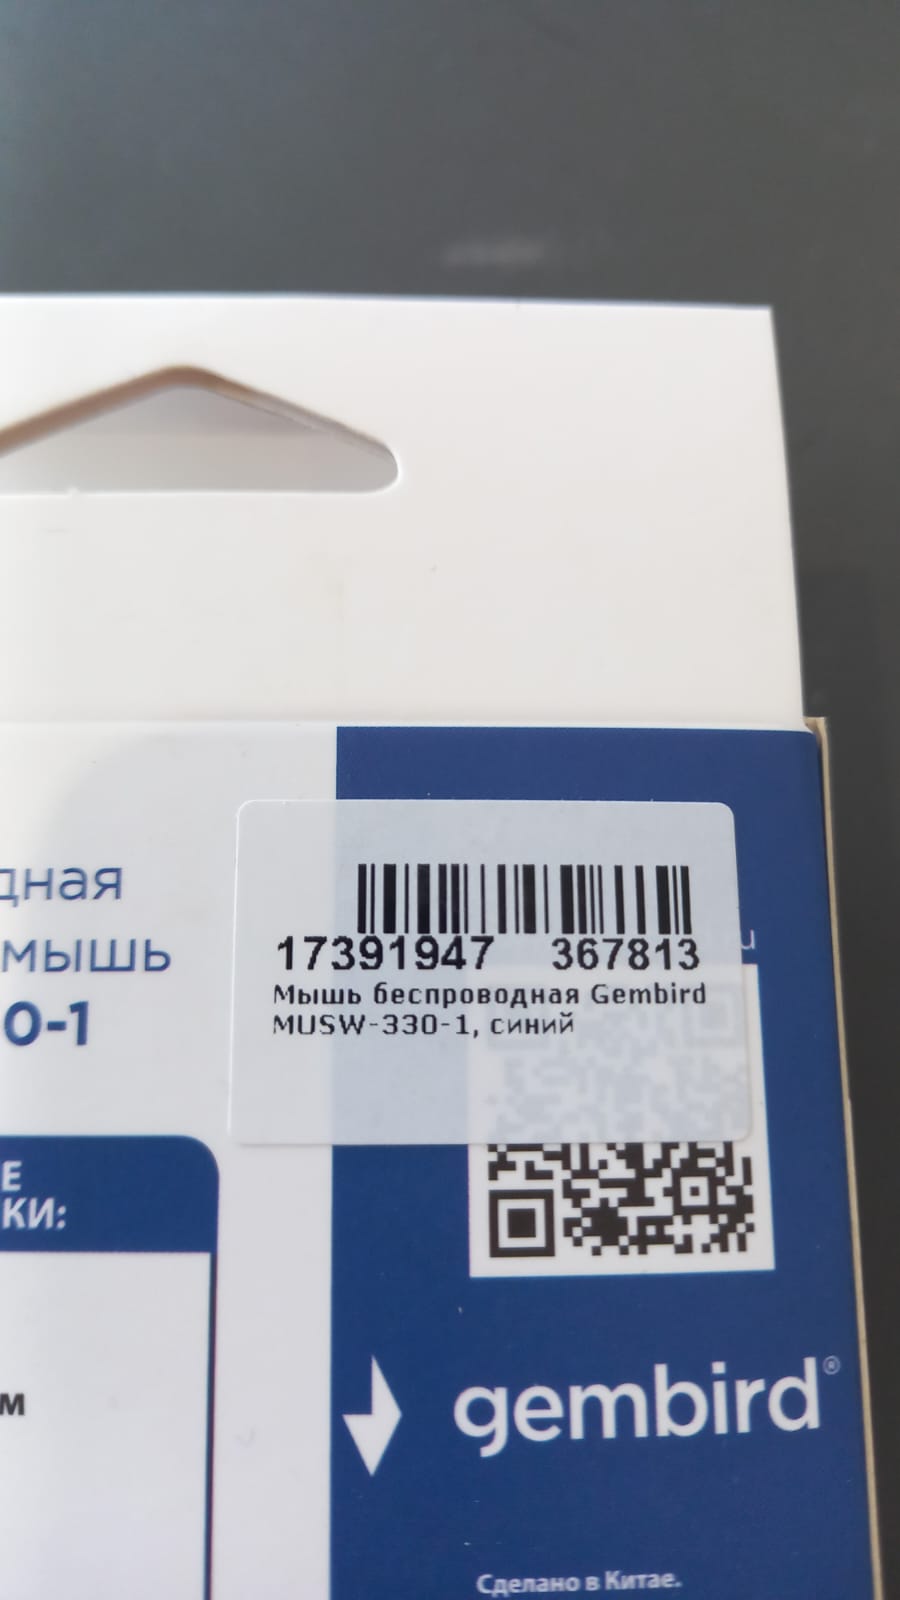 дная
мышь
0-1
17391947 367813
Мышь беспроводная Gembird
MUSW-330-1, синий
Е
КИ:
м
gembird®
Сделано в Китае.